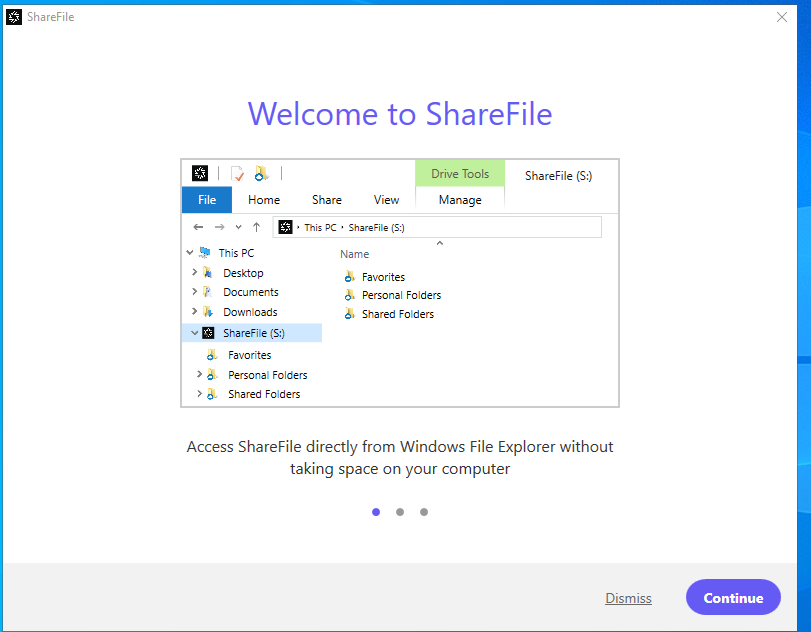 ShareFile
Welcome to ShareFile
Drive Tools
ShareFile (S:)
File
Home
Share
View
Manage
This PC
ShareFile (S:)
This PC
Name
Desktop
Favorites
Documents
Personal Folders
Downloads
Shared Folders
ShareFile (S:)
Favorites
Personal Folders
Shared Folders
Access ShareFile directly from Windows File Explorer without
taking space on your computer
Dismiss
Continue